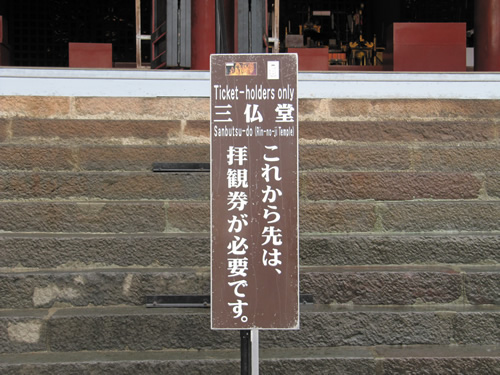 Ticket-holders only
三仏堂
Sanbutsu-do (Rin-no-ji Temple)
これから先は、
拝観券が必要です。